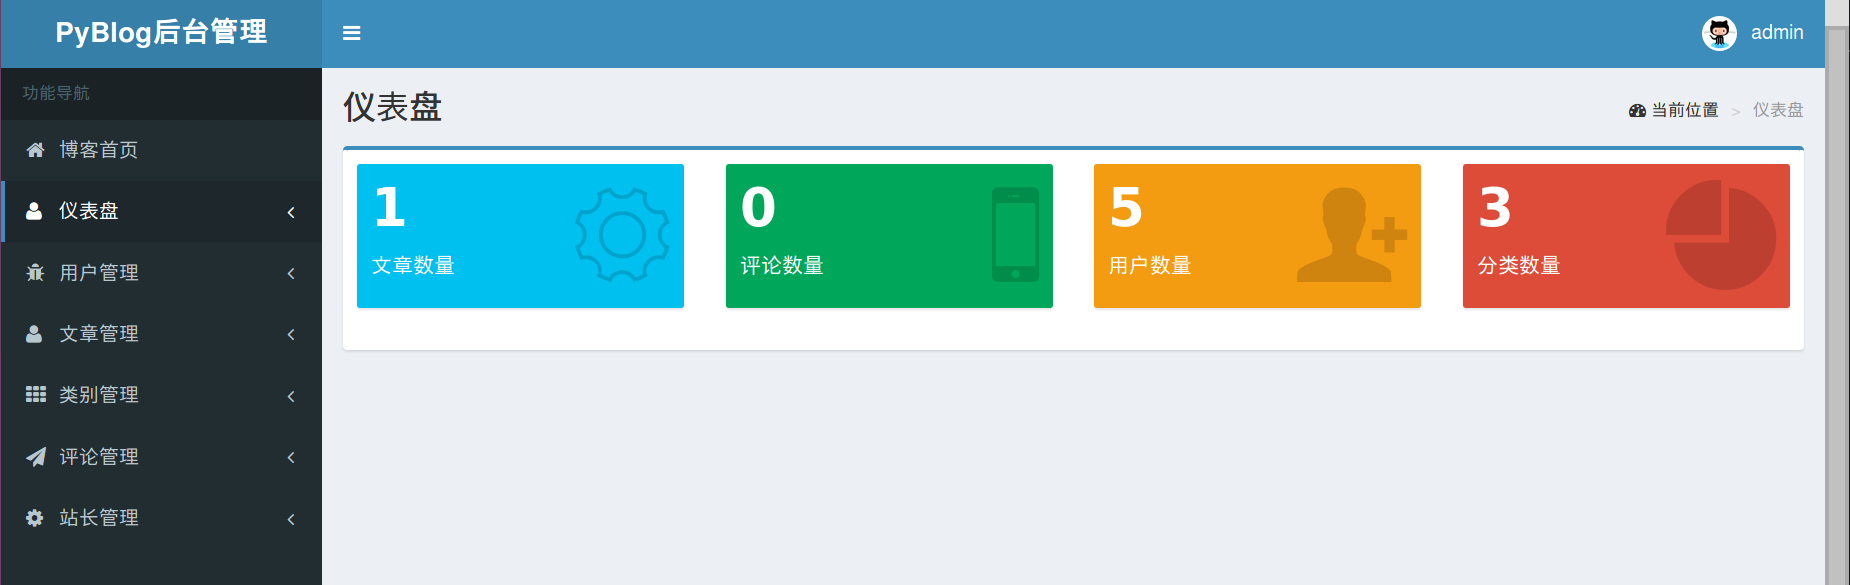 PyBlog后台管理
admin
功能导航
博客首页
仪表盘
用户管理
文章管理
类别管理
评论管理
站长管理
仪表盘
当前位置 > 仪表盘
1
文章数量
0
评论数量
5
用户数量
3
分类数量